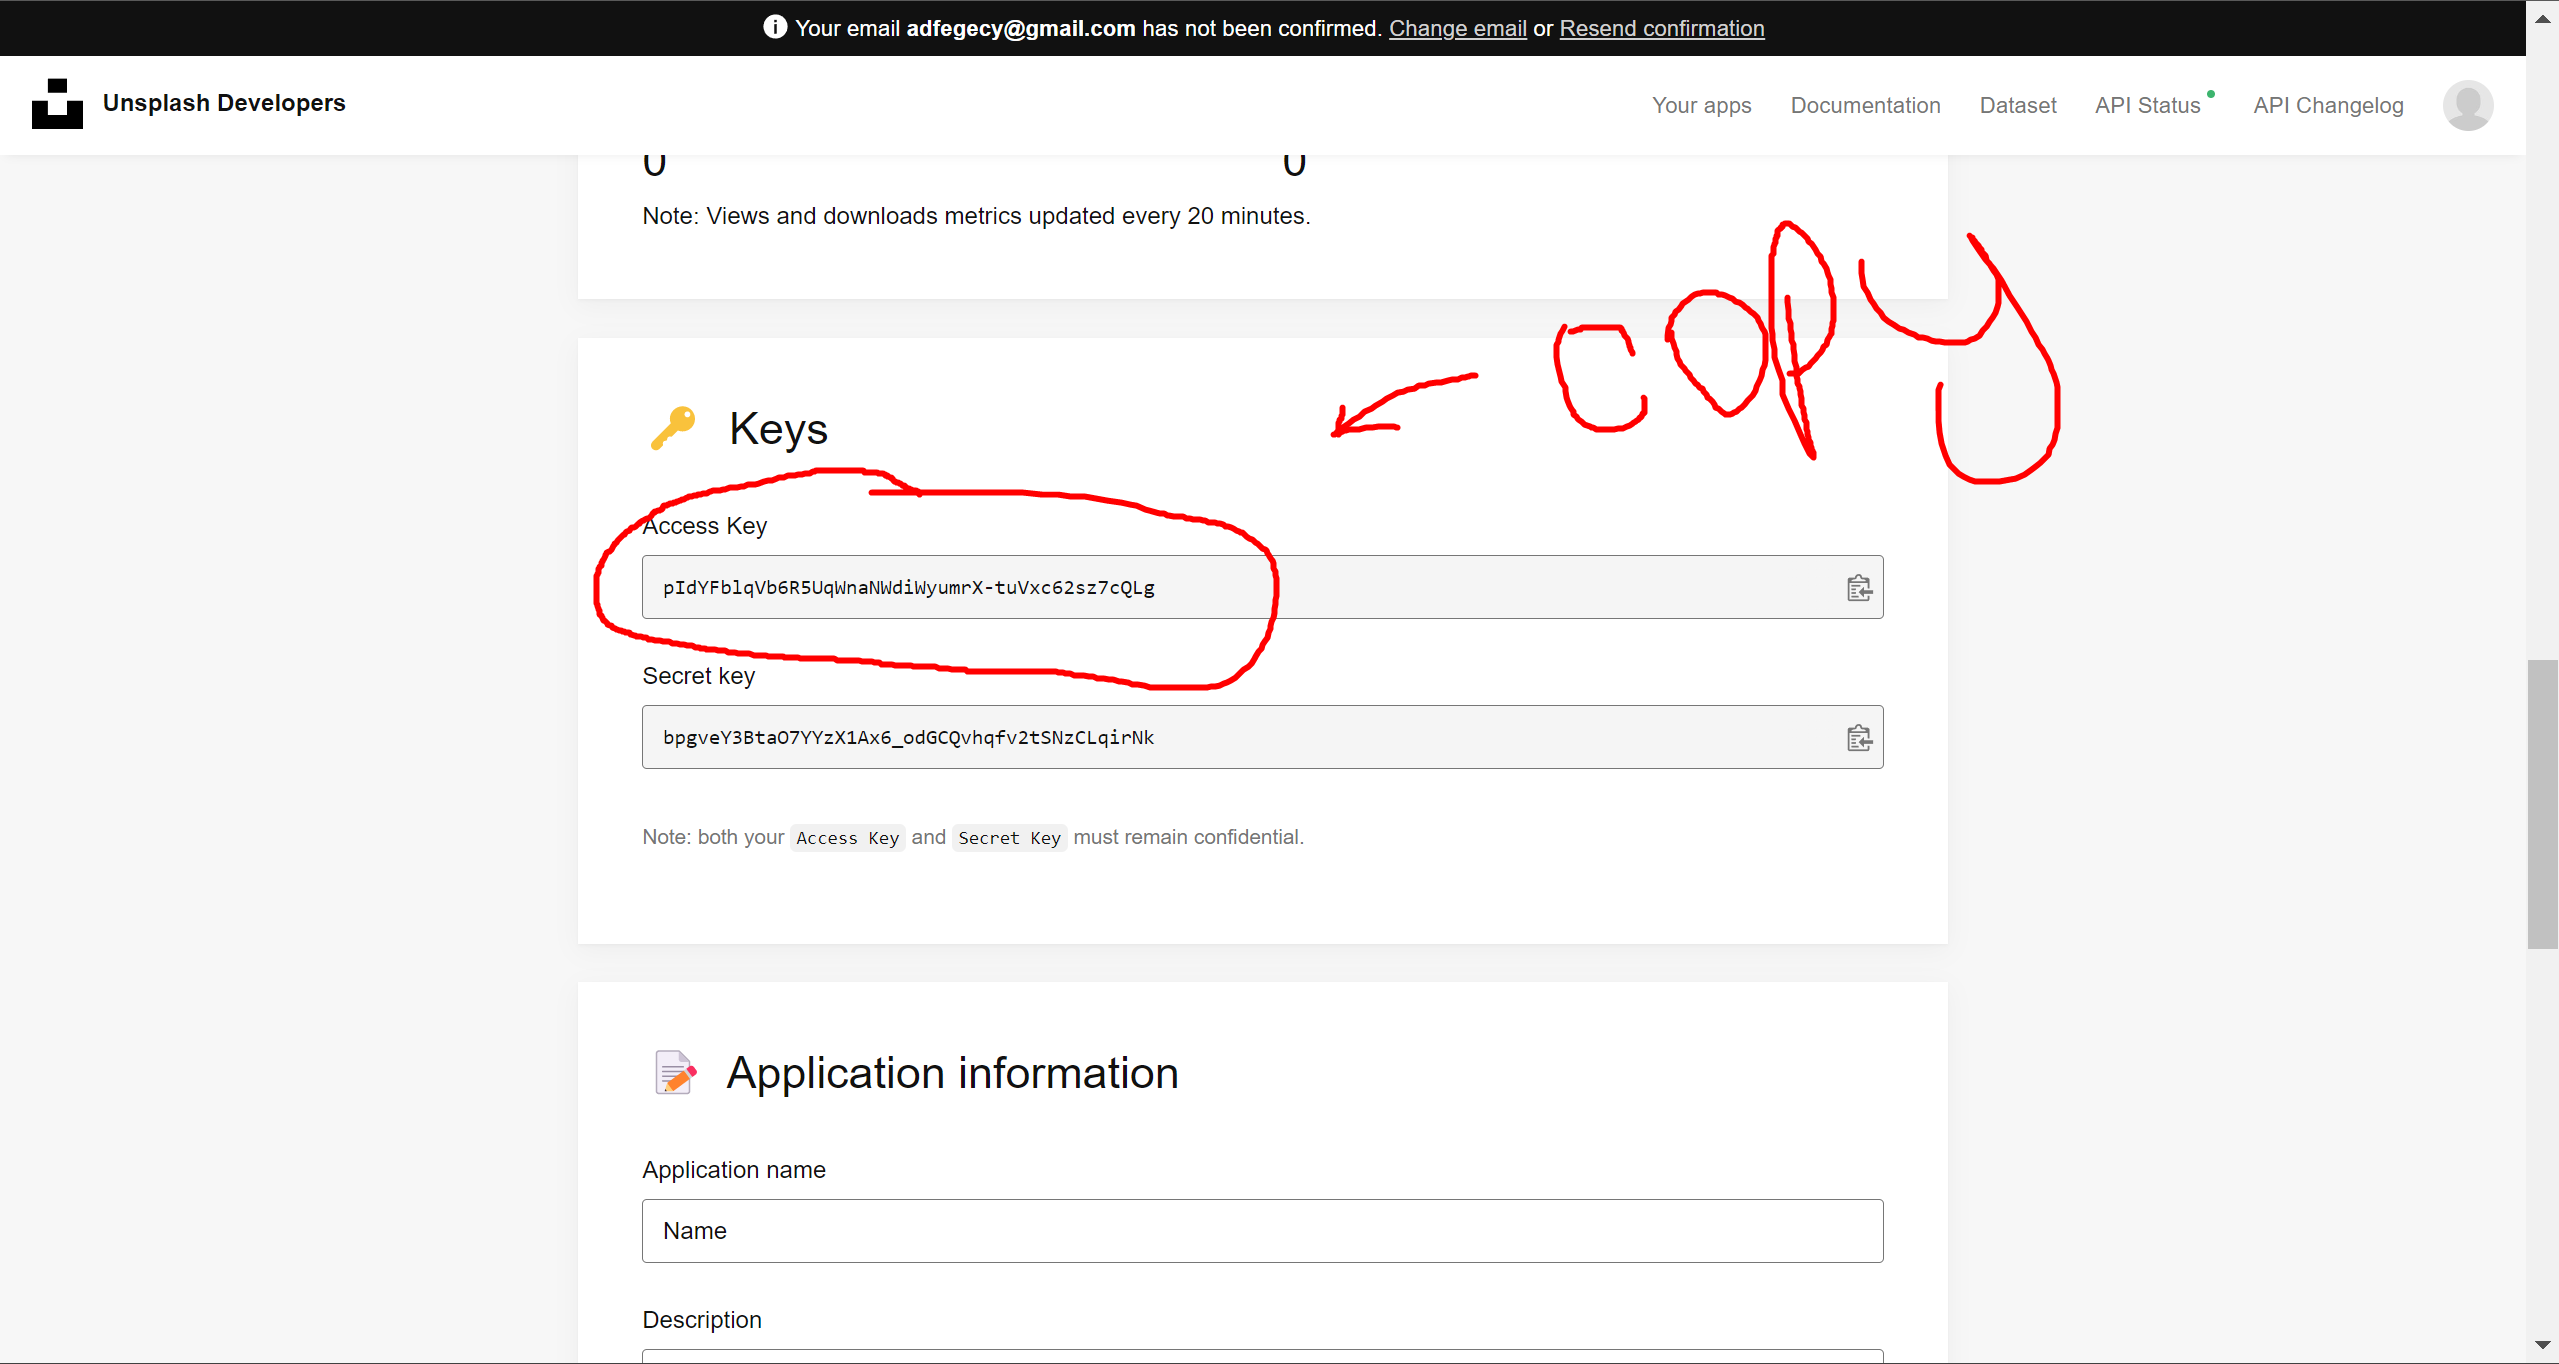 Your email adfegecy@gmail.com has not been confirmed. Change email or Resend confirmation
Unsplash Developers
Your apps Documentation Dataset API Status API Changelog
0 0
Note: Views and downloads metrics updated every 20 minutes.
copy
Keys
Access Key
pIdYFblqVb6R5UqWnaNWdiWyumrX-tuVxc62sz7cQLg
Secret key
bpgveY3BtaO7YYzX1Ax6_odGCQvhqfv2tSNzCLqirNk
Note: both your Access Key and Secret Key must remain confidential.
Application information
Application name
Name
Description